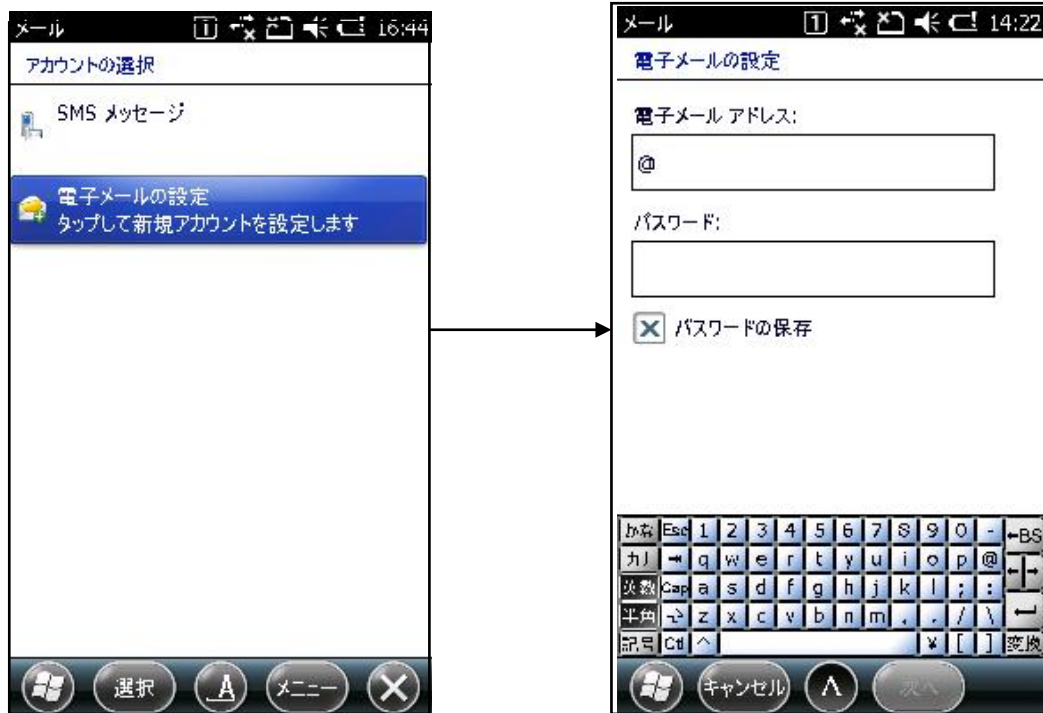 メール 16:44
アカウントの選択
SMS メッセージ
電子メールの設定
タップして新規アカウントを設定します
選択 A メニュー
メール 1 14:22
電子メールの設定
電子メール アドレス:
@
パスワード:
パスワードの保存
かな Esc 1 2 3 4 5 6 7 8 9 0 - ←BS
カナ q w e r t y u i o p @
英数 Cap a s d f g h j k l ; :
半角 z x c v b n m , . / \
記号 Ctl ^ ¥ [ ] 変換
キャンセル 次へ